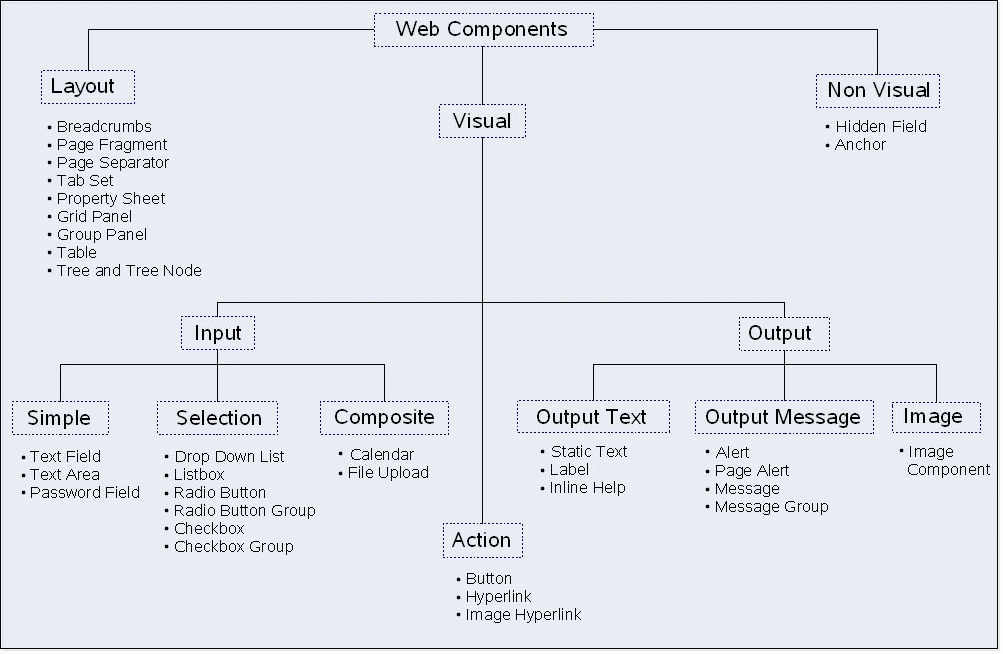 Web Components
Layout
• Breadcrumbs
• Page Fragment
• Page Separator
• Tab Set
• Property Sheet
• Grid Panel
• Group Panel
• Table
• Tree and Tree Node
Visual
Non Visual
• Hidden Field
• Anchor
Input
Simple
• Text Field
• Text Area
• Password Field
Selection
• Drop Down List
• Listbox
• Radio Button
• Radio Button Group
• Checkbox
• Checkbox Group
Composite
• Calendar
• File Upload
Output
Output Text
• Static Text
• Label
• Inline Help
Output Message
• Alert
• Page Alert
• Message
• Message Group
Image
• Image
Component
Action
• Button
• Hyperlink
• Image Hyperlink